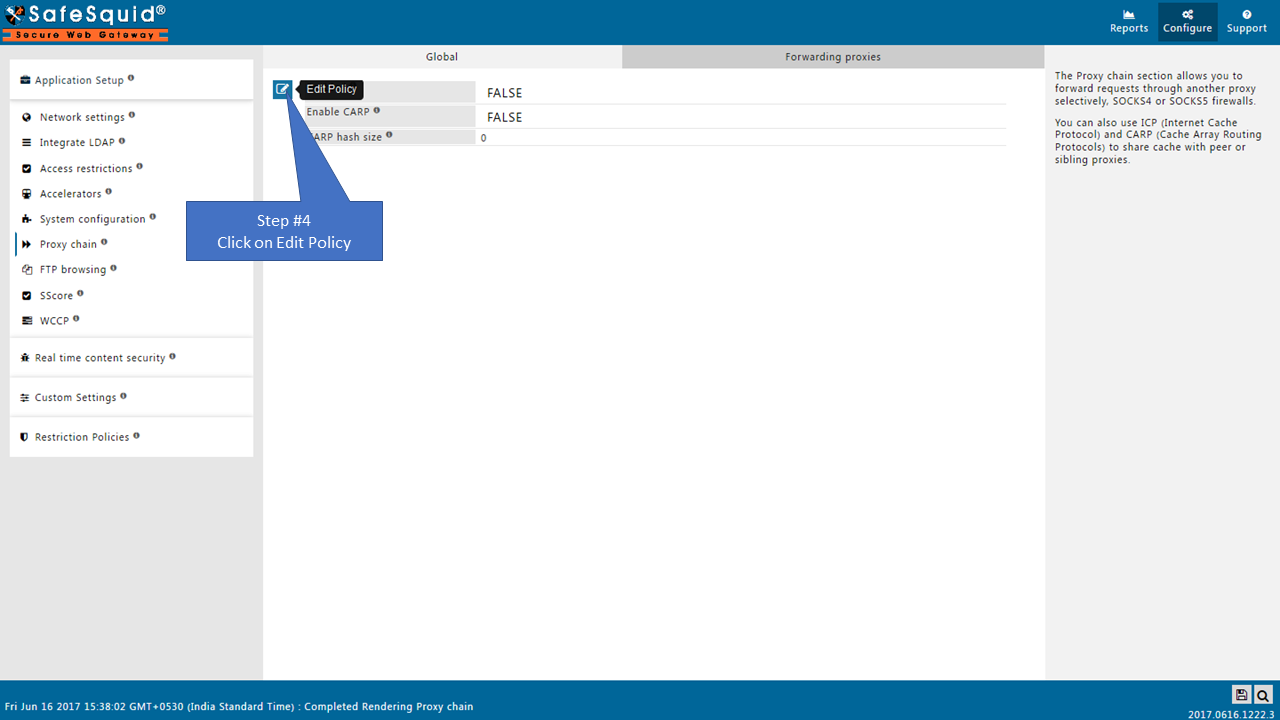 SafeSquid®
Secure Web Gateway
Reports
Configure
Support
Application Setup
Network settings
Integrate LDAP
Access restrictions
Accelerators
System configuration
Proxy chain
FTP browsing
SScore
WCCP
Real time content security
Custom Settings
Restriction Policies
Global
Forwarding proxies
Edit Policy
FALSE
Enable CARP
FALSE
CARP hash size
0
Step #4
Click on Edit Policy
The Proxy chain section allows you to
forward requests through another proxy
selectively, SOCKS4 or SOCKS5 firewalls.
You can also use ICP (Internet Cache
Protocol) and CARP (Cache Array Routing
Protocols) to share cache with peer or
sibling proxies.
Fri Jun 16 2017 15:38:02 GMT+0530 (India Standard Time) : Completed Rendering Proxy chain
2017.0616.1222.3